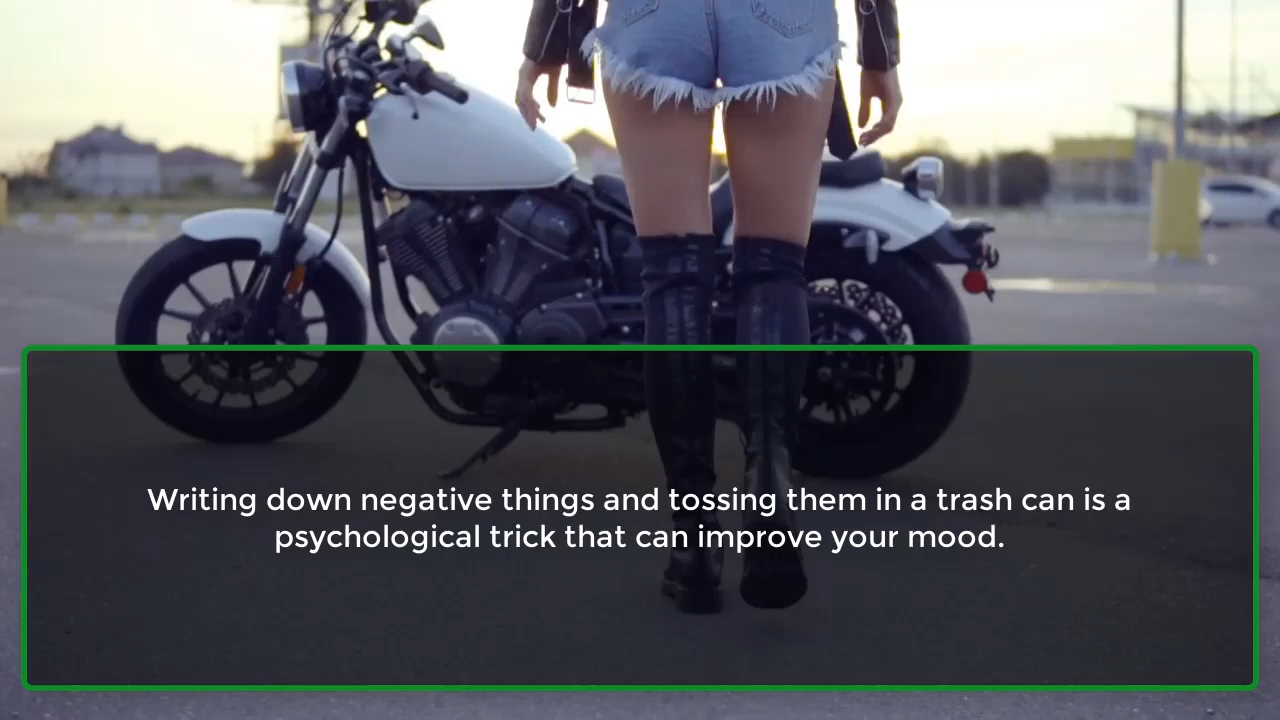 Writing down negative things and tossing them in a trash can is a
psychological trick that can improve your mood.